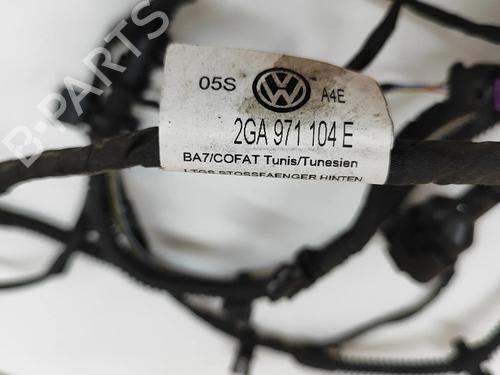 05S A4E
2GA 971 104 E
BA7/COFAT Tunis/Tunesien
LTGS STOSSFAENGER HINTEN
B-PARTS